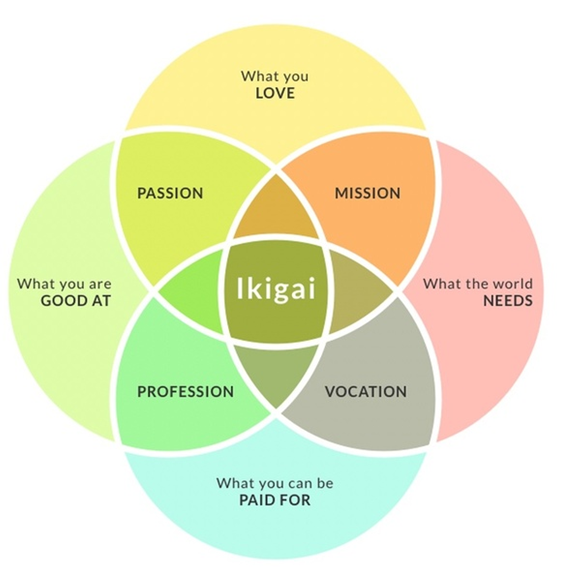 What you
LOVE
PASSION
MISSION
What you are
GOOD AT
Ikigai
What the world
NEEDS
PROFESSION
VOCATION
What you can be
PAID FOR